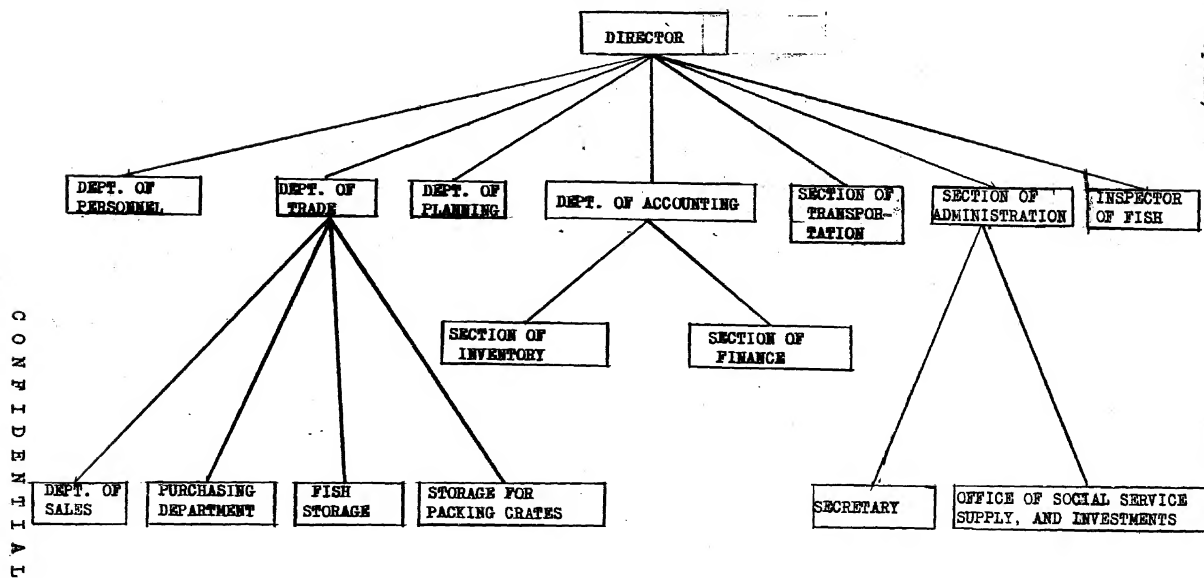 DIRECTOR
DEPT. OF
PERSONNEL
DEPT. OF
TRADE
DEPT. OF
PLANNING
DEPT. OF ACCOUNTING
SECTION OF
TRANSPOR-
TATION
SECTION OF
ADMINISTRATION
INSPECTOR
OF FISH
SECTION OF
INVENTORY
SECTION OF
FINANCE
DEPT. OF
SALES
PURCHASING
DEPARTMENT
FISH
STORAGE
STORAGE FOR
PACKING CRATES
SECRETARY
OFFICE OF SOCIAL SERVICE
SUPPLY, AND INVESTMENTS
CONFIDENTIAL